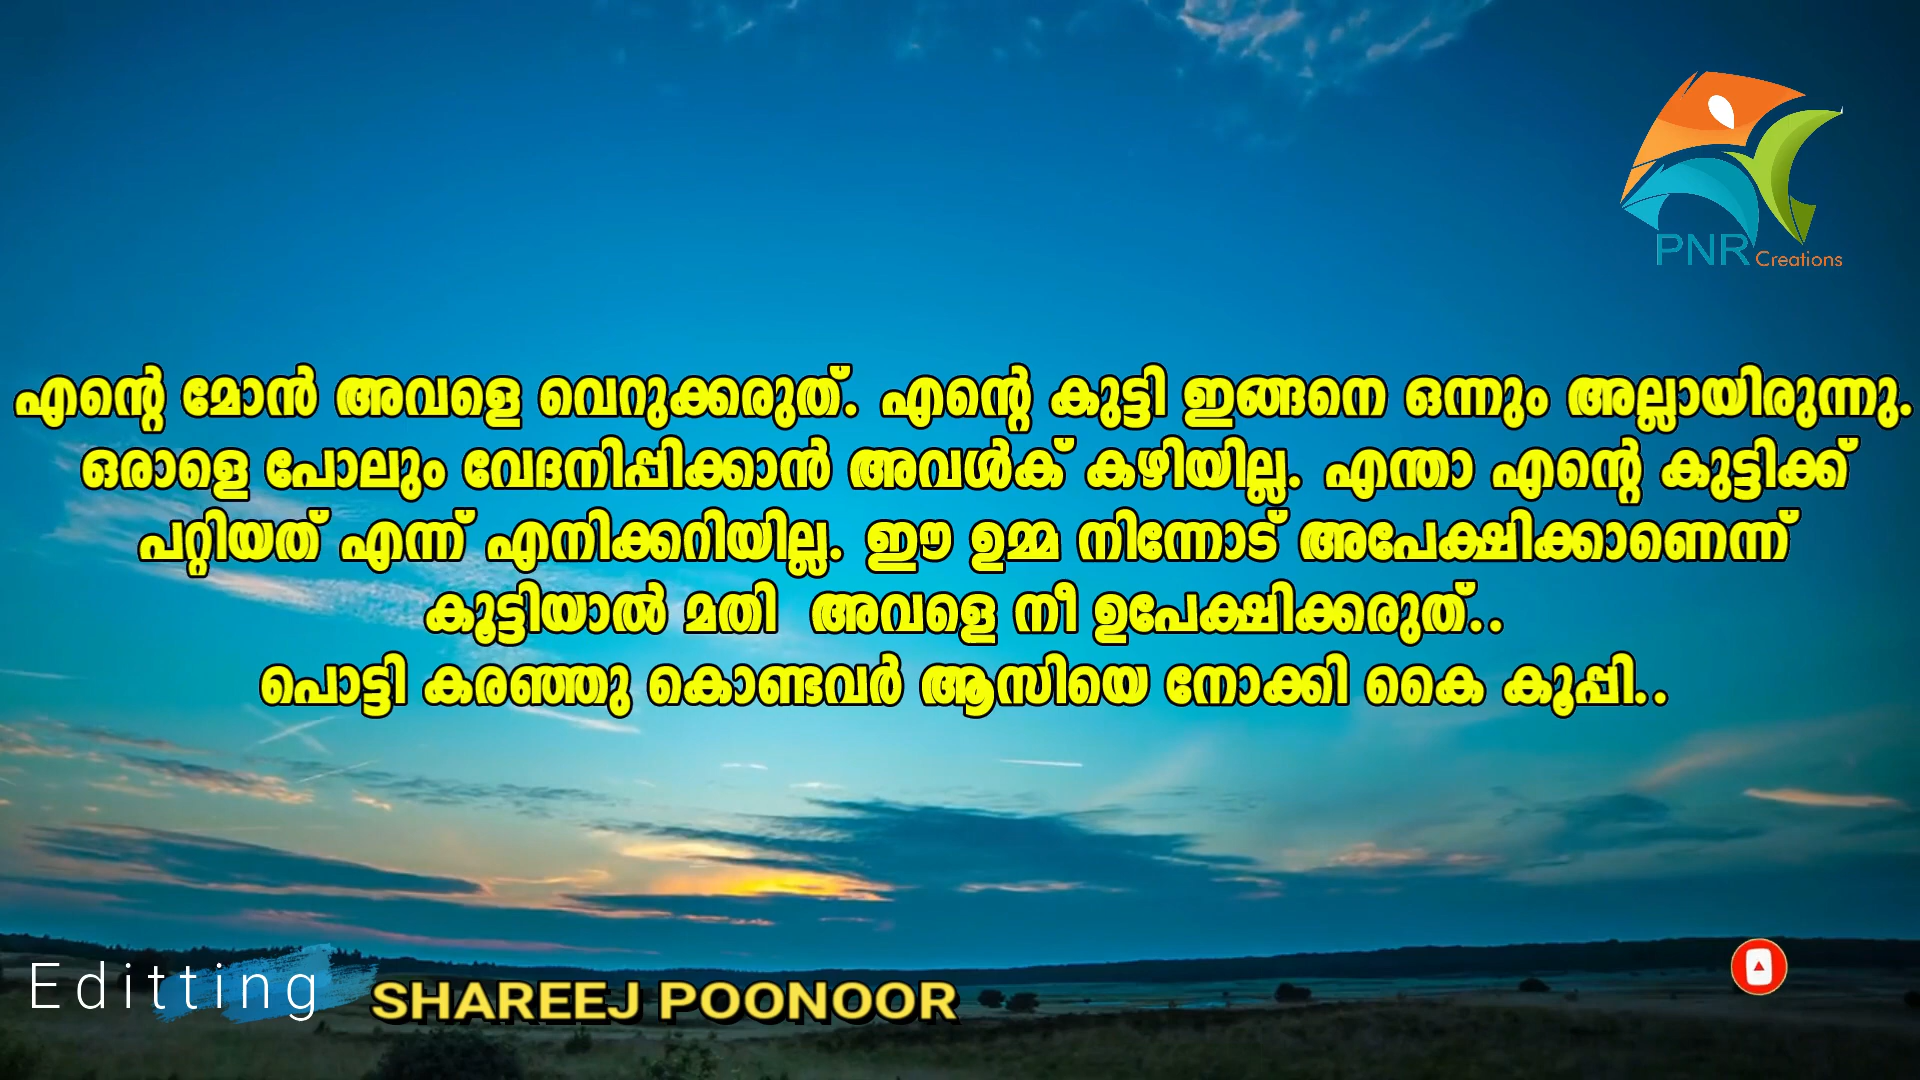 PNR Creations
എന്റെ മോൻ അവളെ വെറുക്കരുത്. എന്റെ കുട്ടി ഇങ്ങനെ ഒന്നും അല്ലായിരുന്നു.
ഒരാളെ പോലും വേദനിപ്പിക്കാൻ അവൾക് കഴിയില്ല. എന്താ എന്റെ കുട്ടിക്ക്
പറ്റിയത് എന്ന് എനിക്കറിയില്ല. ഈ ഉമ്മ നിന്നോട് അപേക്ഷിക്കാണെന്ന്
കൂട്ടിയാൽ മതി  അവളെ നീ ഉപേക്ഷിക്കരുത്..
പൊട്ടി കരഞ്ഞു കൊണ്ടവർ ആസിയെ നോക്കി കൈ കൂപ്പി..
Editting SHAREEJ POONOOR